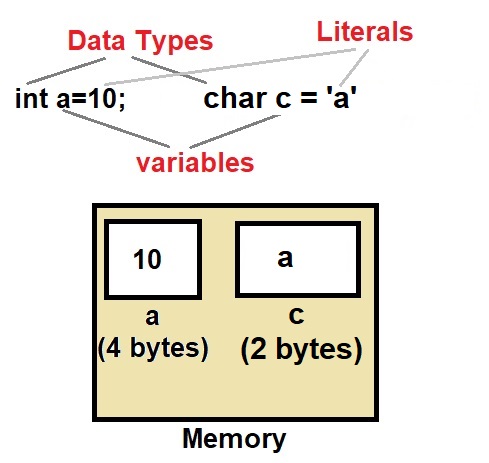 Data Types
Literals
int a=10;
char c = 'a'
variables
10
a
a
c
(4 bytes)
(2 bytes)
Memory